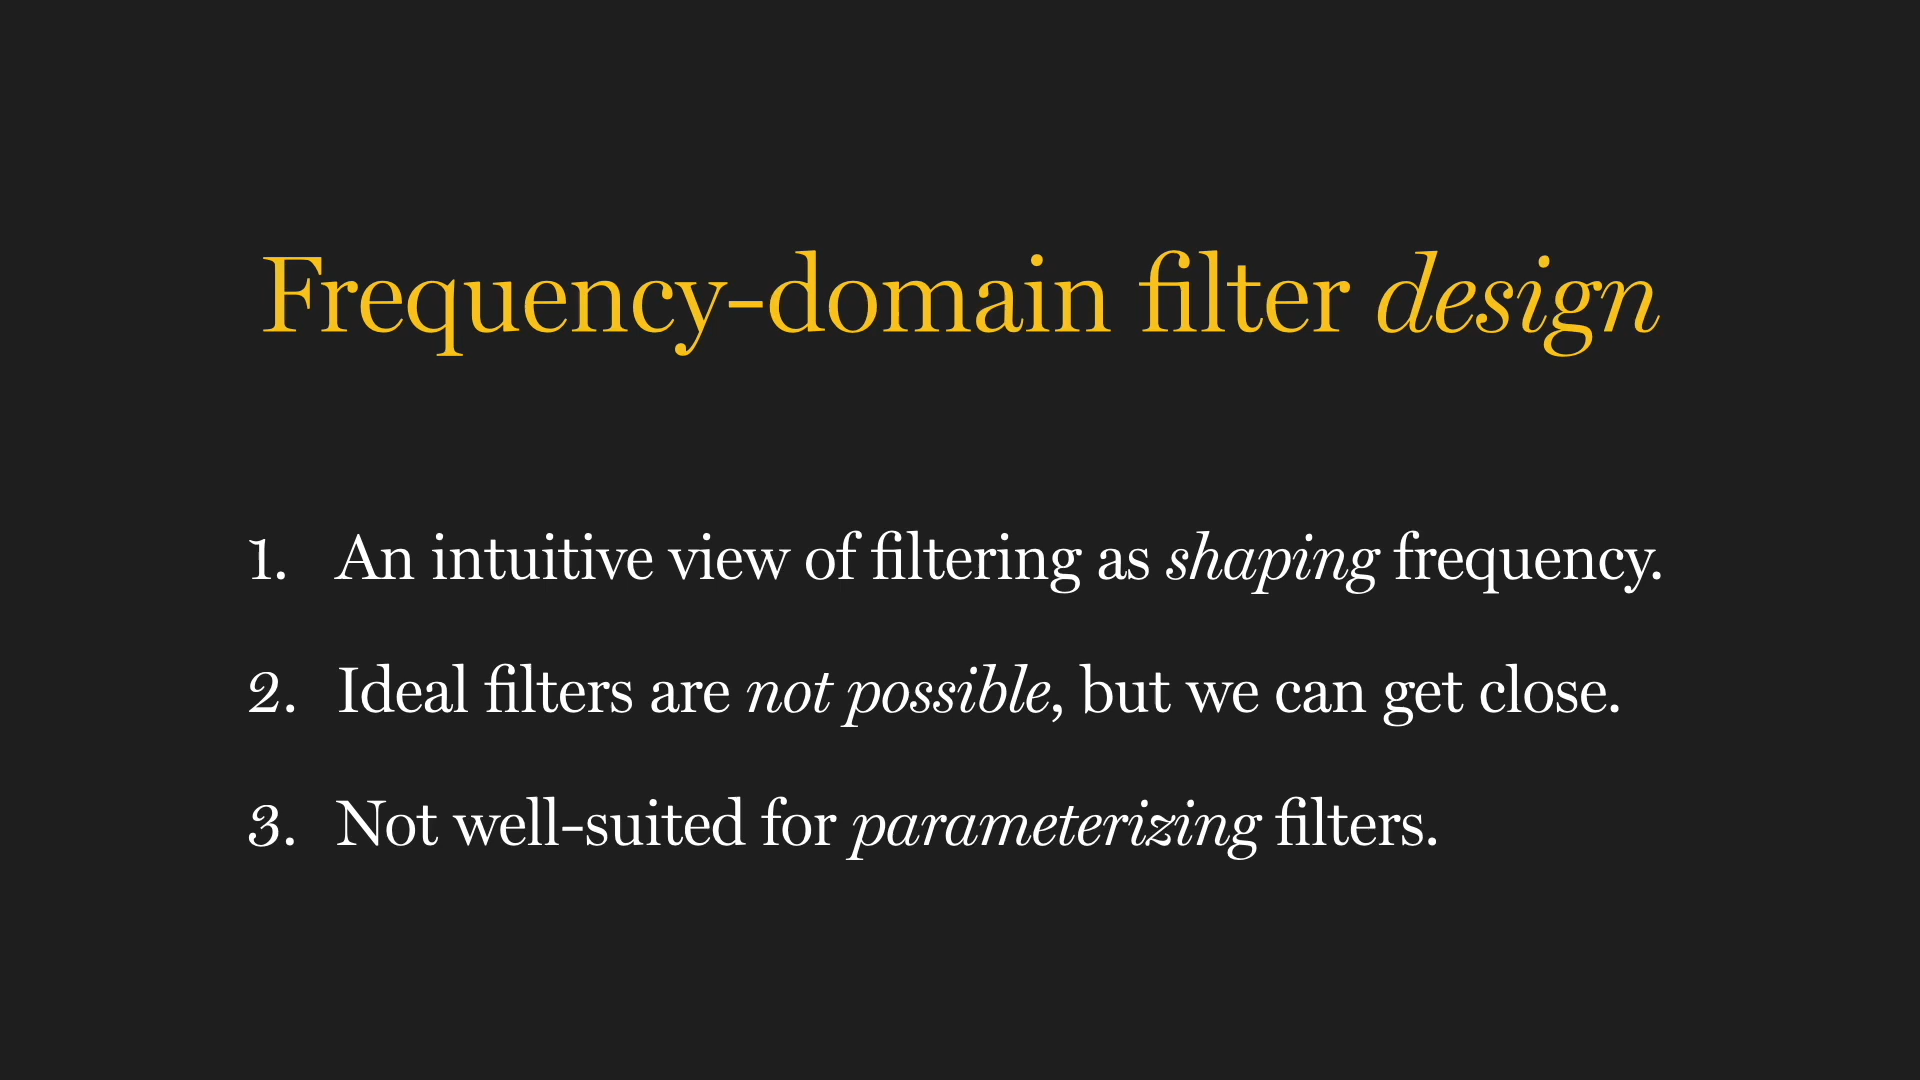 Frequency-domain filter design
1. An intuitive view of filtering as shaping frequency.
2. Ideal filters are not possible, but we can get close.
3. Not well-suited for parameterizing filters.